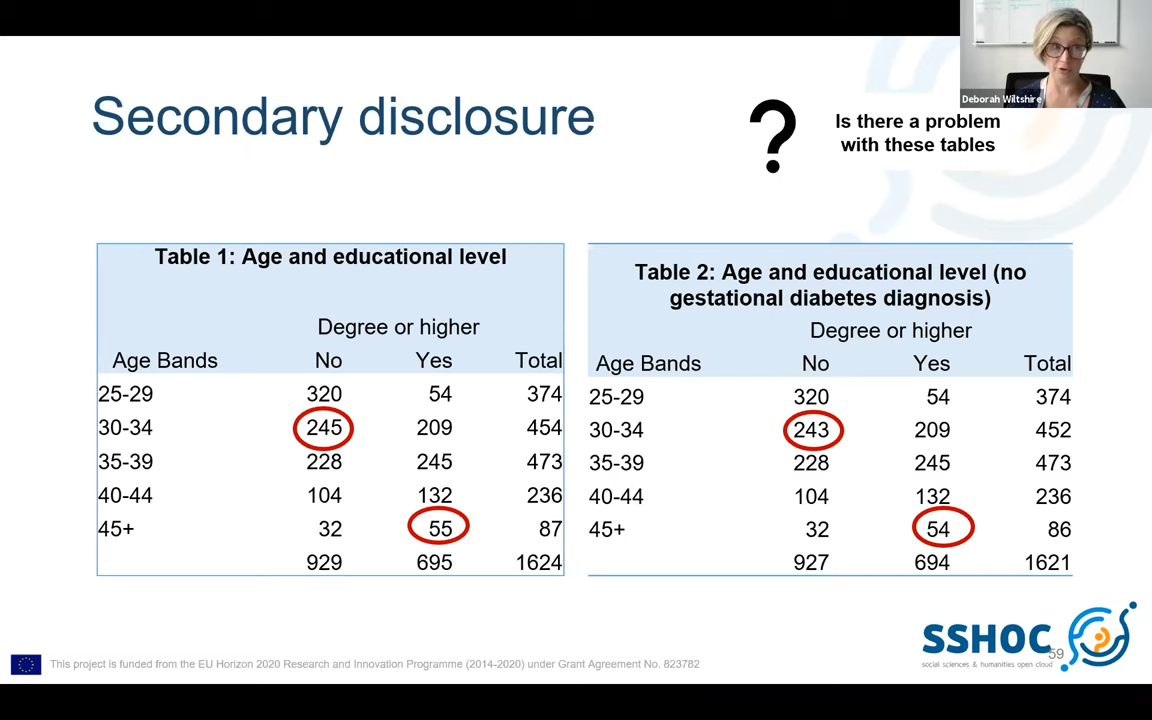 Deborah Wiltshire
Secondary disclosure
?
Is there a problem
with these tables
Table 1: Age and educational level
Degree or higher
Age Bands No Yes Total
25-29 320 54 374
30-34 245 209 454
35-39 228 245 473
40-44 104 132 236
45+ 32 55 87
929 695 1624
Table 2: Age and educational level (no
gestational diabetes diagnosis)
Degree or higher
Age Bands No Yes Total
25-29 320 54 374
30-34 243 209 452
35-39 228 245 473
40-44 104 132 236
45+ 32 54 86
927 694 1621
SSHOC
social sciences & humanities open cloud
59
This project is funded from the EU Horizon 2020 Research and Innovation Programme (2014-2020) under Grant Agreement No. 823782